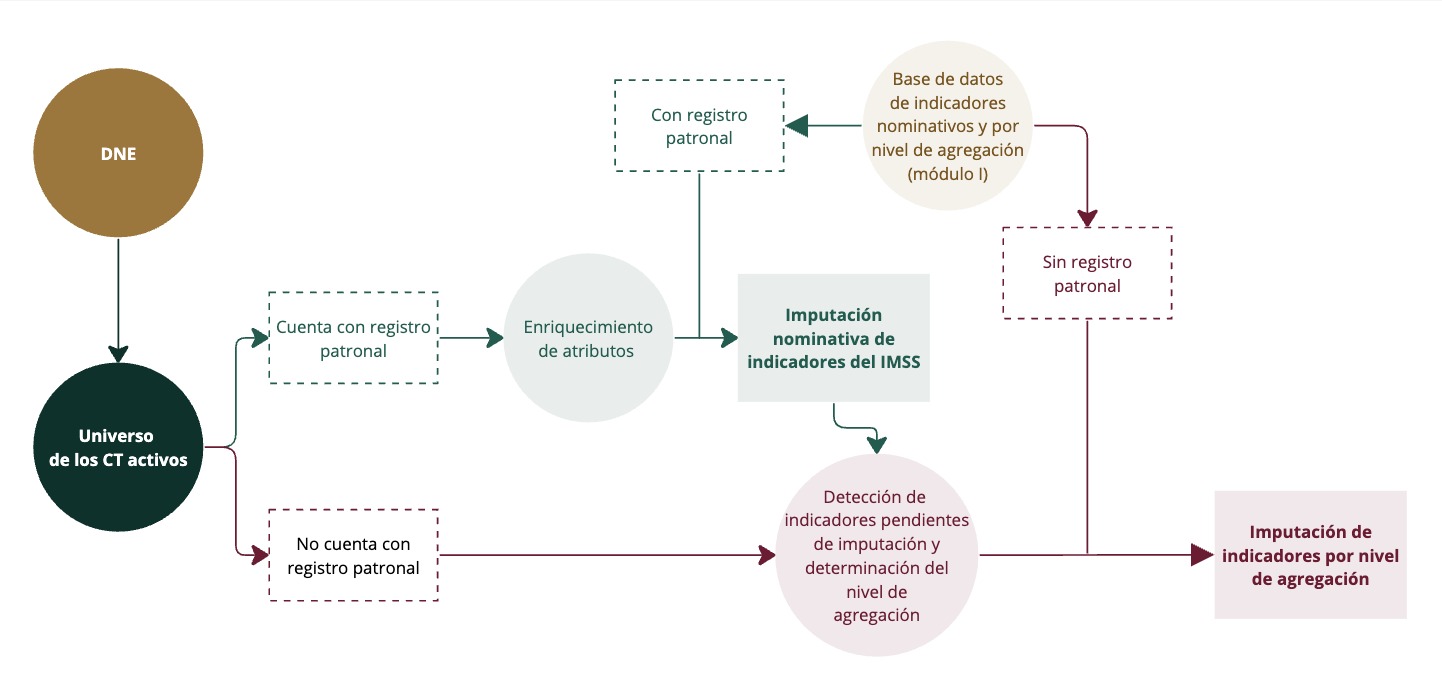 DNE
Universo
de los CT activos
Cuenta con registro
patronal
No cuenta con
registro patronal
Enriquecimiento
de atributos
Con registro
patronal
Base de datos
de indicadores
nominativos y por
nivel de agregación
(módulo I)
Sin registro
patronal
Imputación
nominativa de
indicadores del IMSS
Detección de
indicadores pendientes
de imputación y
determinación del
nivel de
agregación
Imputación de
indicadores por nivel
de agregación